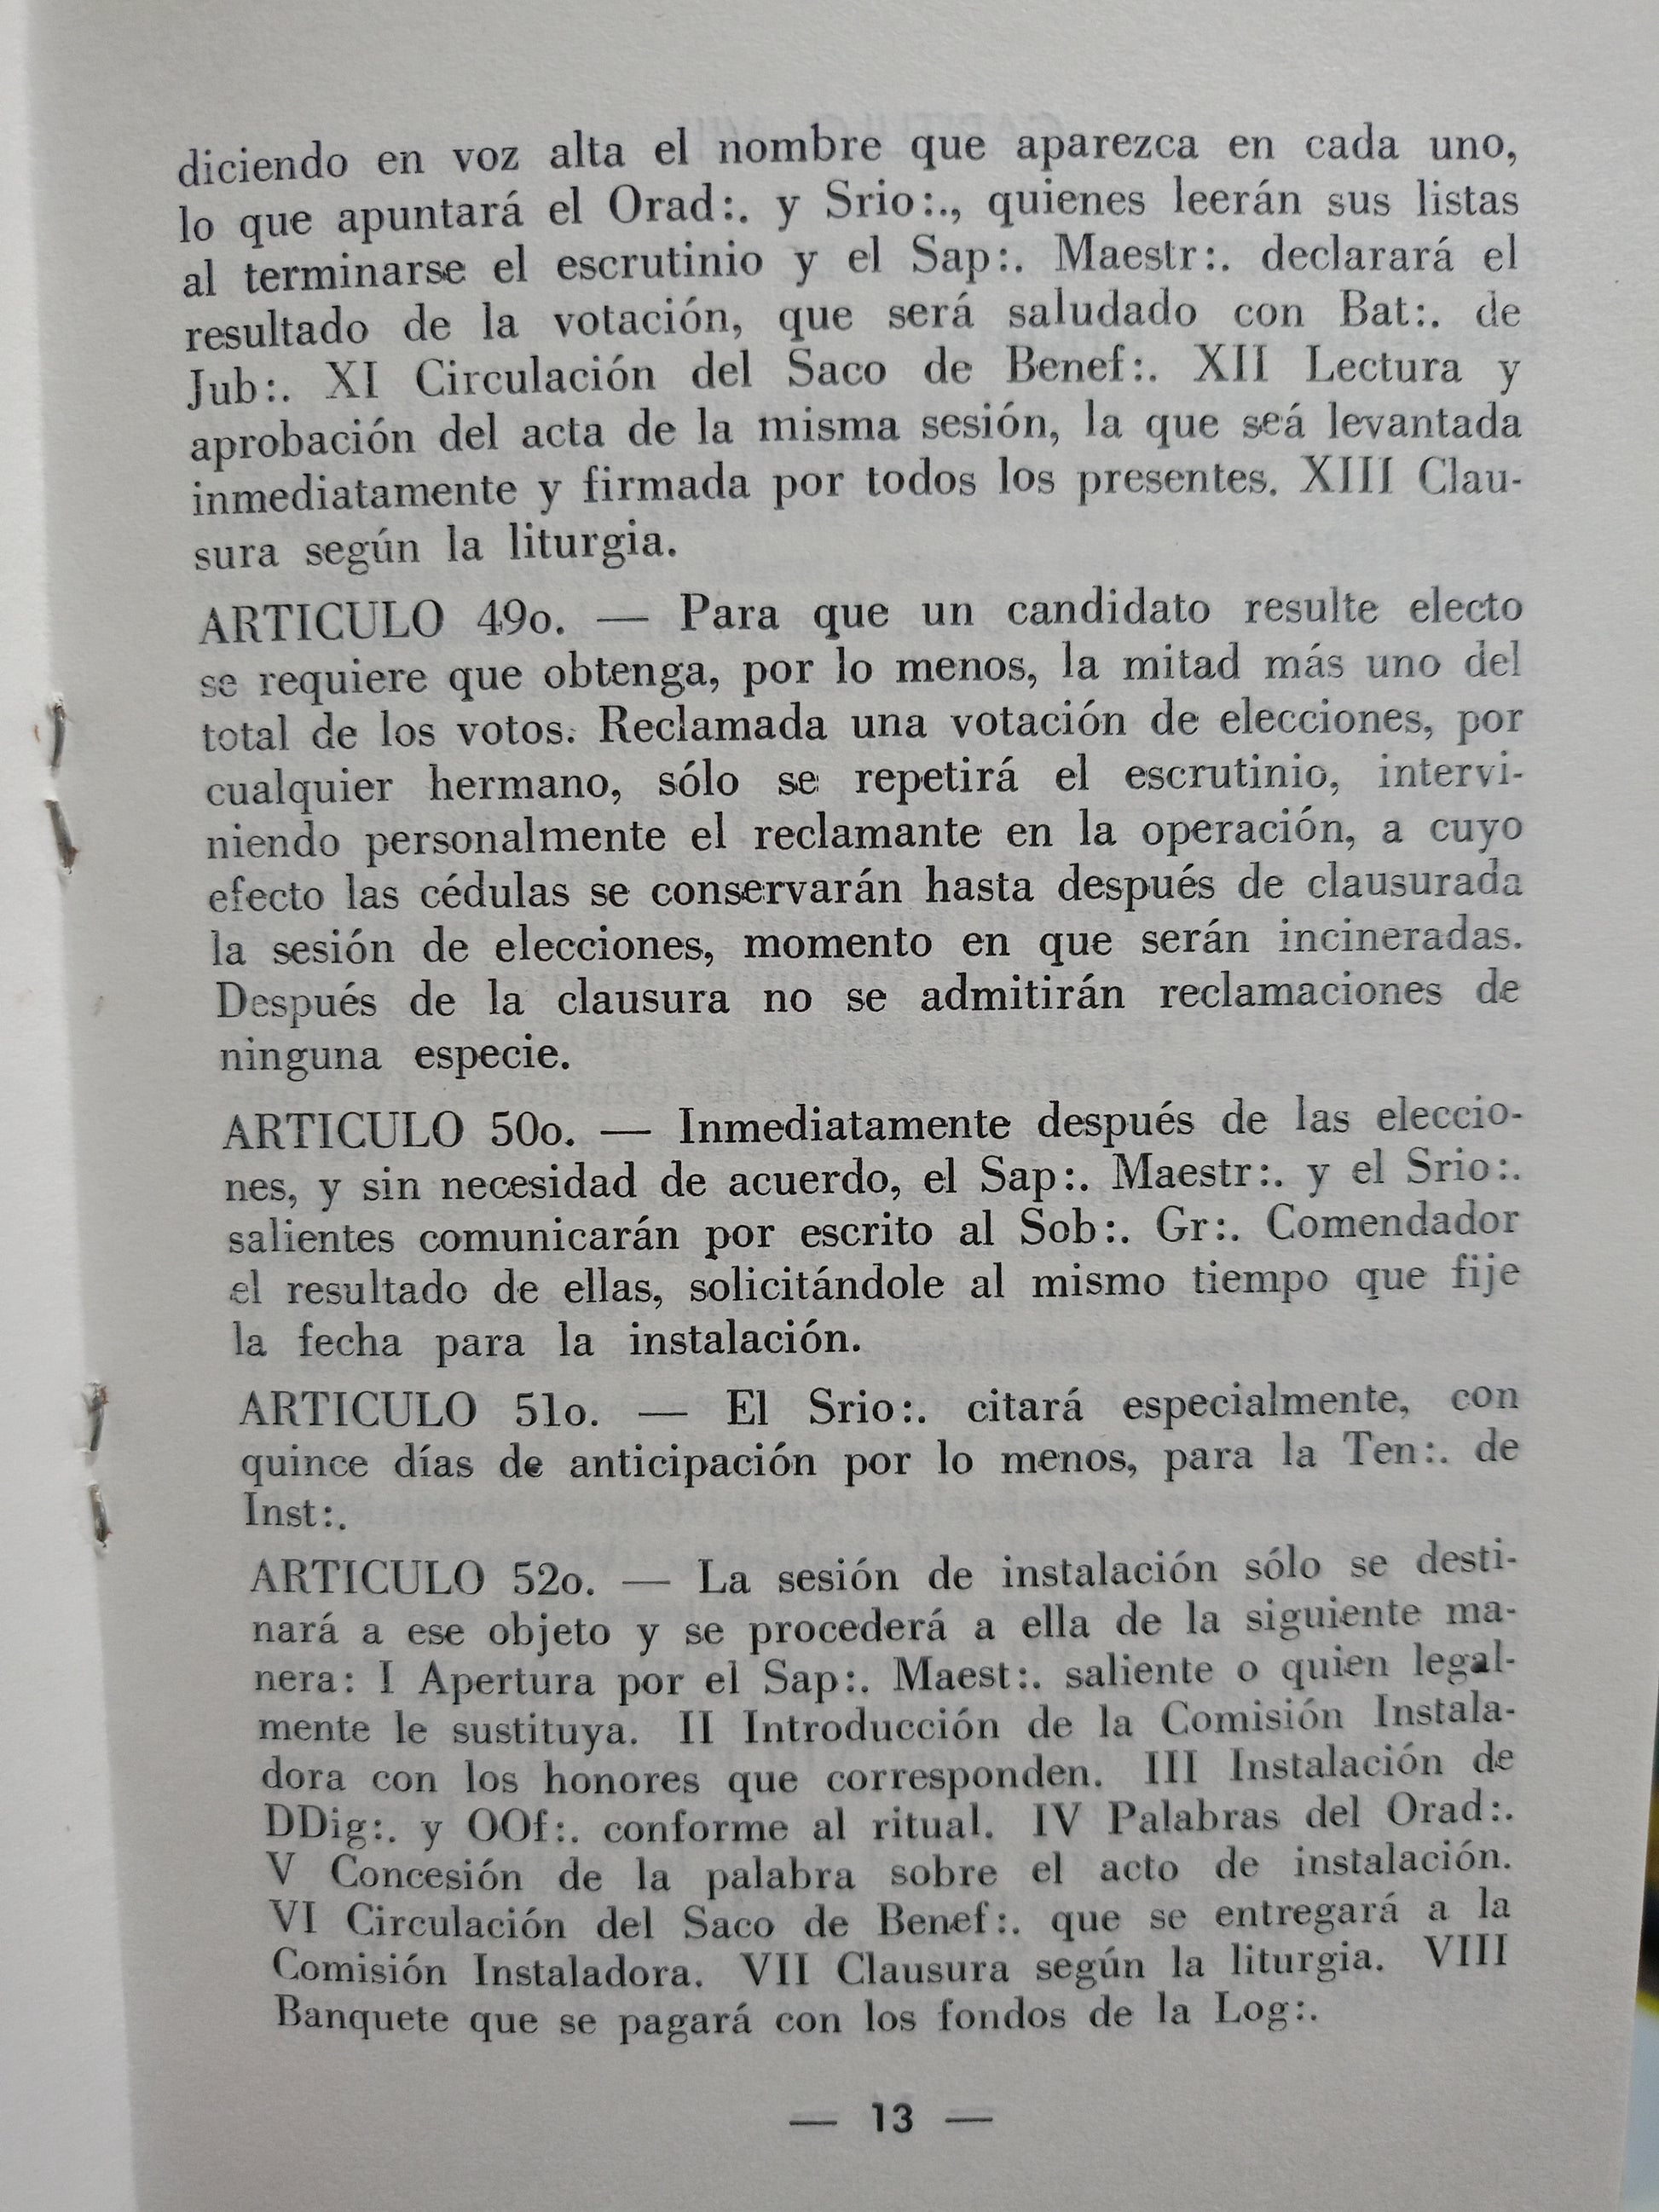 diciendo en voz alta el nombre que aparezca en cada uno,
lo que apuntará el Orad:. y Srio:., quienes leerán sus listas
al terminarse el escrutinio y el Sap:. Maestr:. declarará el
resultado de la votación, que será saludado con Bat:. de
Jub:. XI Circulación del Saco de Benef:. XII Lectura y
aprobación del acta de la misma sesión, la que seá levantada
inmediatamente y firmada por todos los presentes. XIII Clau-
sura según la liturgia.
ARTICULO 49o. — Para que un candidato resulte electo
se requiere que obtenga, por lo menos, la mitad más uno del
total de los votos. Reclamada una votación de elecciones, por
cualquier hermano, sólo se repetirá el escrutinio, intervi-
niendo personalmente el reclamante en la operación, a cuyo
efecto las cédulas se conservarán hasta después de clausurada
la sesión de elecciones, momento en que serán incineradas.
Después de la clausura no se admitirán reclamaciones de
ninguna especie.
ARTICULO 50o. — Inmediatamente después de las eleccio-
nes, y sin necesidad de acuerdo, el Sap:. Maestr:. y el Srio:.
salientes comunicarán por escrito al Sob:. Gr:. Comendador
el resultado de ellas, solicitándole al mismo tiempo que fije
la fecha para la instalación.
ARTICULO 51o. — El Srio:. citará especialmente, con
quince días de anticipación por lo menos, para la Ten:. de
Inst:.
ARTICULO 52o. — La sesión de instalación sólo se desti-
nará a ese objeto y se procederá a ella de la siguiente ma-
nera: I Apertura por el Sap:. Maest:. saliente o quien legal-
mente le sustituya. II Introducción de la Comisión Instala-
dora con los honores que corresponden. III Instalación de
DDig:. y OOf:. conforme al ritual. IV Palabras del Orad:.
V Concesión de la palabra sobre el acto de instalación.
VI Circulación del Saco de Benef:. que se entregará a la
Comisión Instaladora. VII Clausura según la liturgia. VIII
Banquete que se pagará con los fondos de la Log:.
— 13 —